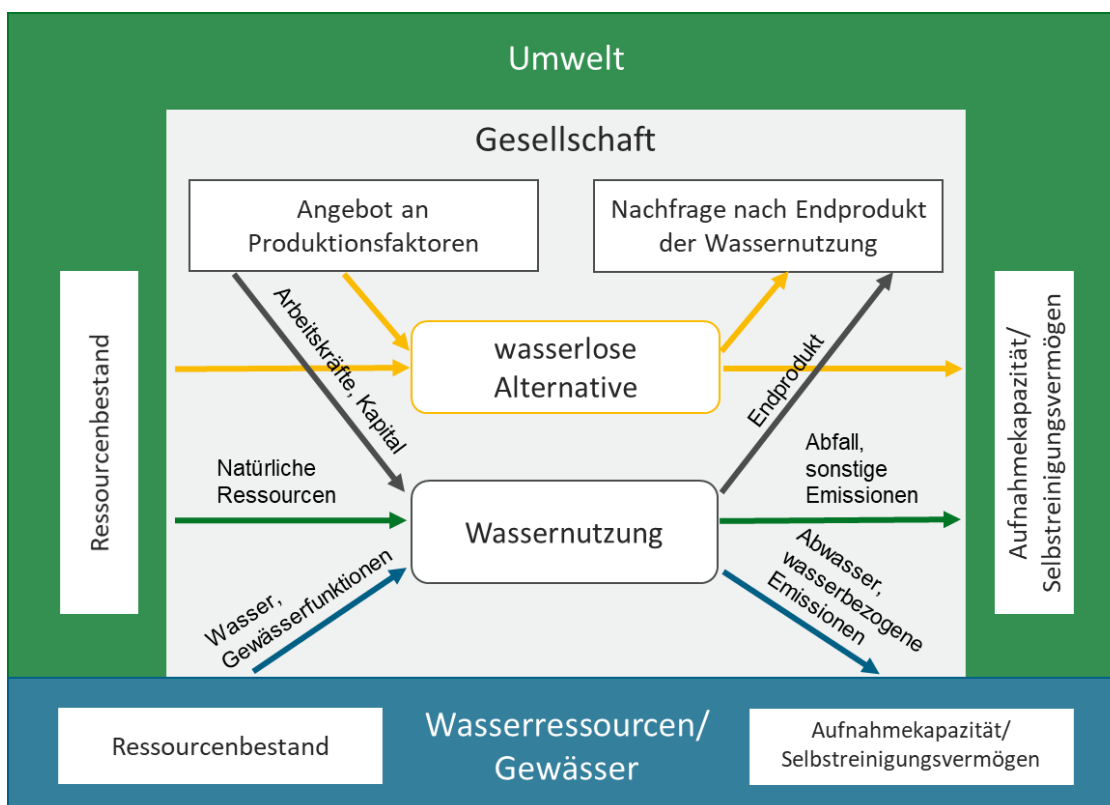 Umwelt
Gesellschaft
Angebot an
Produktionsfaktoren
Nachfrage nach Endprodukt
der Wassernutzung
Ressourcenbestand
Arbeitskräfte, Kapital
wasserlose
Alternative
Endprodukt
Aufnahmekapazität/
Selbstreinigungsvermögen
Natürliche
Ressourcen
Wassernutzung
Abfall,
sonstige
Emissionen
Wasser,
Gewässerfunktionen
Abwasser,
wasserbezogene
Emissionen
Ressourcenbestand
Wasserressourcen/
Gewässer
Aufnahmekapazität/
Selbstreinigungsvermögen